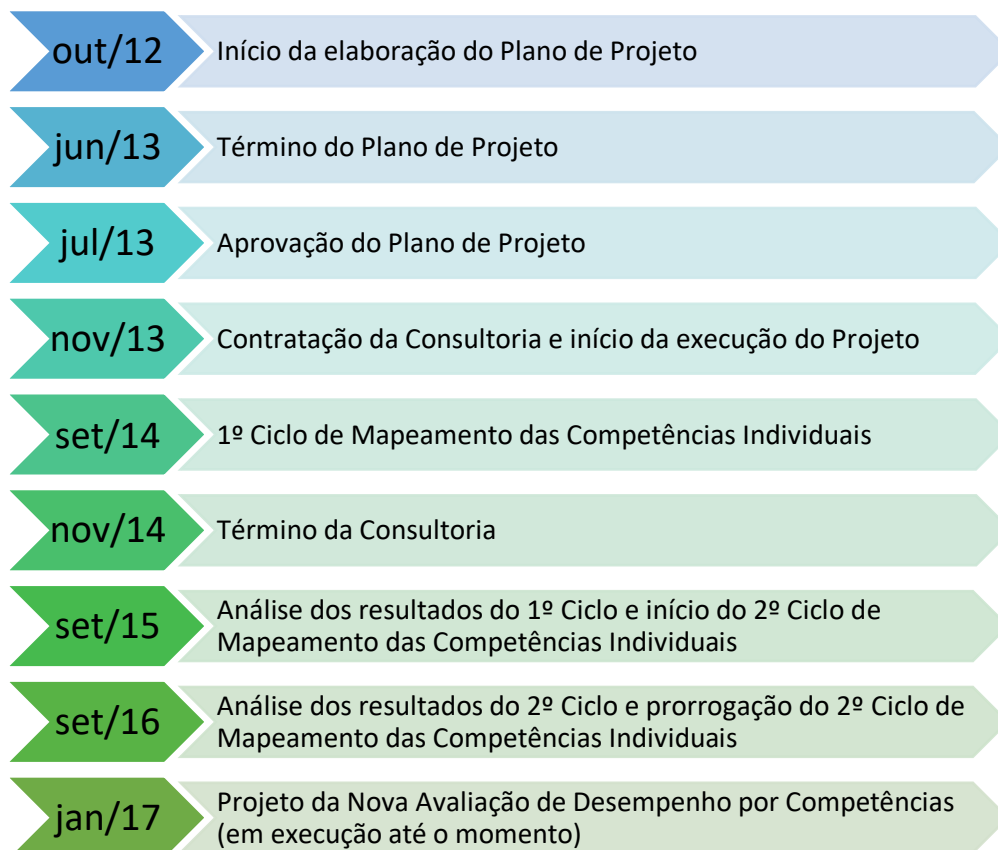 out/12
Início da elaboração do Plano de Projeto
jun/13
Término do Plano de Projeto
jul/13
Aprovação do Plano de Projeto
nov/13
Contratação da Consultoria e início da execução do Projeto
set/14
1º Ciclo de Mapeamento das Competências Individuais
nov/14
Término da Consultoria
set/15
Análise dos resultados do 1º Ciclo e início do 2º Ciclo de
Mapeamento das Competências Individuais
set/16
Análise dos resultados do 2º Ciclo e prorrogação do 2º Ciclo de
Mapeamento das Competências Individuais
jan/17
Projeto da Nova Avaliação de Desempenho por Competências
(em execução até o momento)